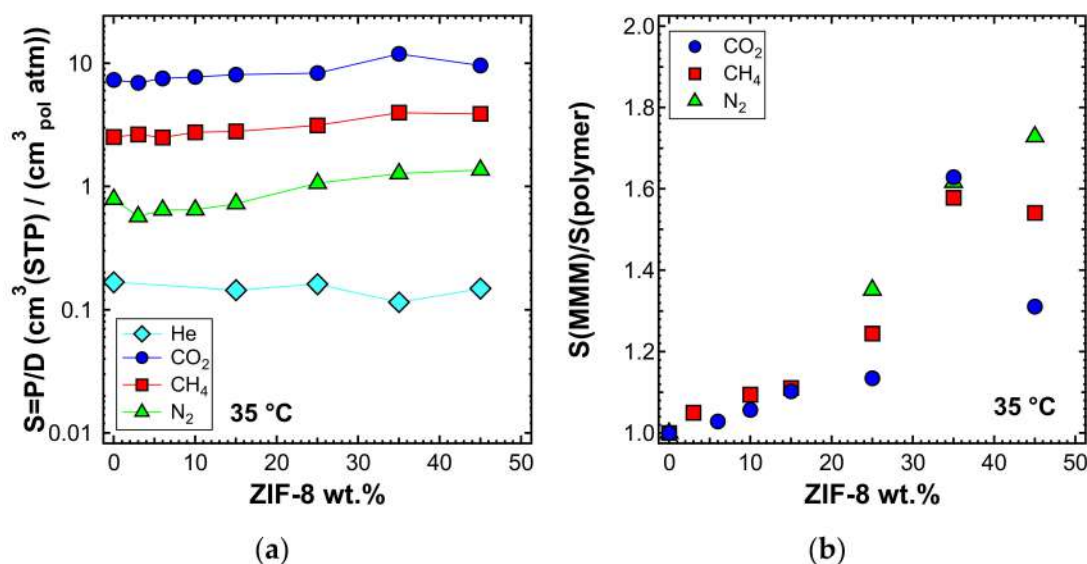 S=P/D (cm³(STP) / (cm³pol atm))
10
1
0.1
0.01
He
CO₂
CH₄
N₂
35 °C
0 10 20 30 40 50
ZIF-8 wt.%
(a)
S(MMM)/S(polymer)
2.0
1.8
1.6
1.4
1.2
1.0
CO₂
CH₄
N₂
35 °C
0 10 20 30 40 50
ZIF-8 wt.%
(b)